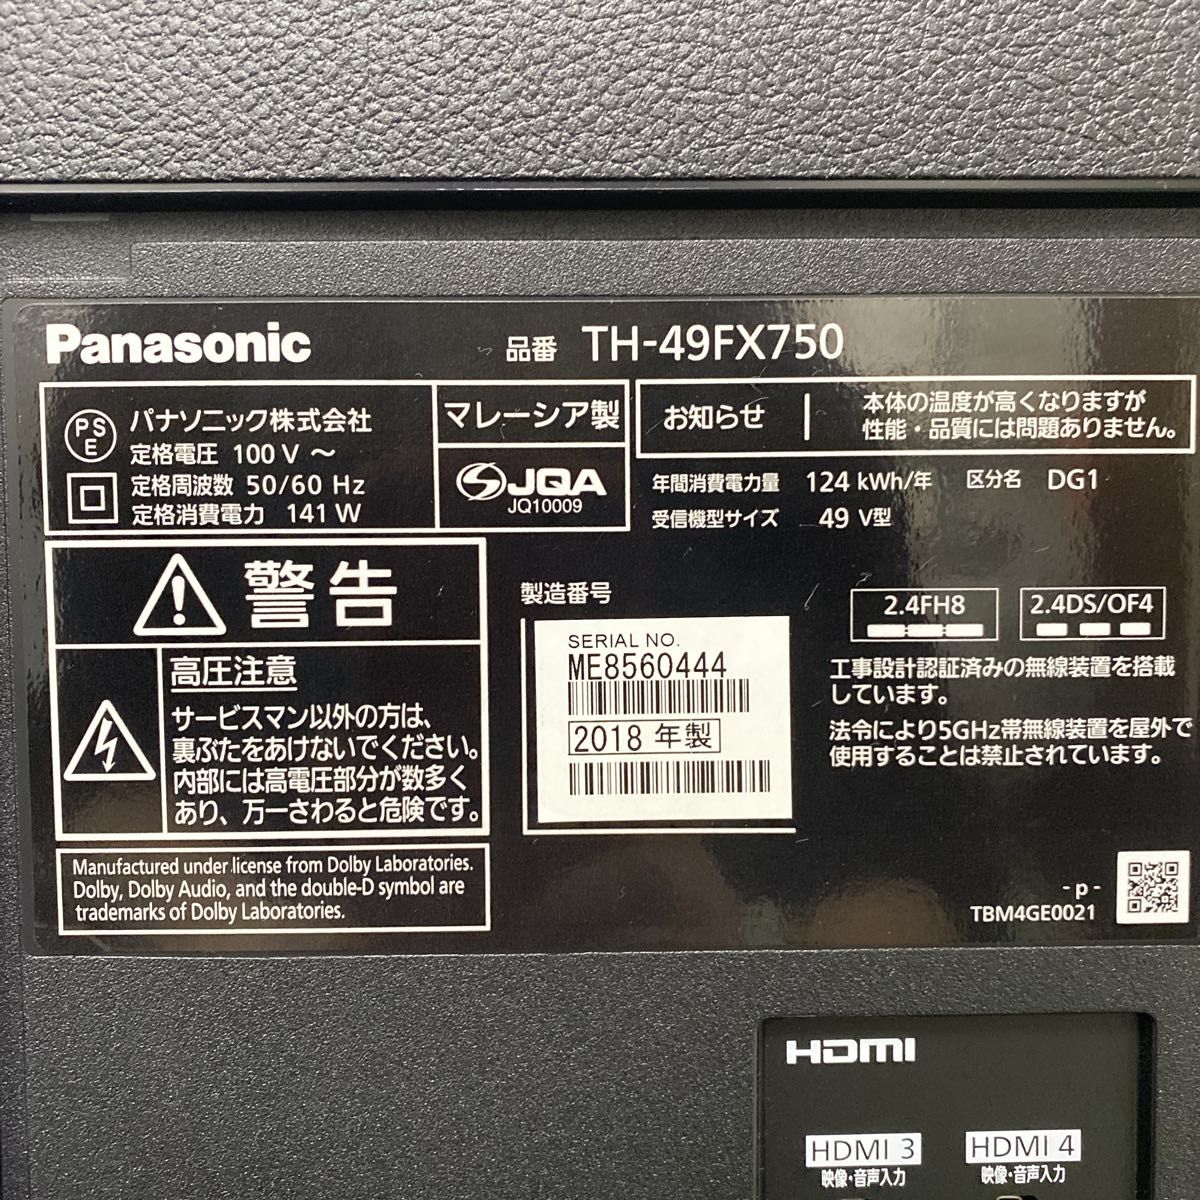 Panasonic 品番 TH-49FX750
PSE
パナソニック株式会社
定格電圧 100 V ～
定格周波数 50/60 Hz
定格消費電力 141 W
マレーシア製
JQA
JQ10009
お知らせ
本体の温度が高くなりますが
性能・品質には問題ありません。
年間消費電力量 124 kWh/年 区分名 DG1
受信機型サイズ 49 V型
警告
高圧注意
サービスマン以外の方は、
裏ぶたをあけないでください。
内部には高電圧部分が数多く
あり、万一さわると危険です。
製造番号
SERIAL NO.
ME8560444
2018 年製
2.4FH8
2.4DS/OF4
工事設計認証済みの無線装置を搭載
しています。
法令により5GHz帯無線装置を屋外で
使用することは禁止されています。
Manufactured under license from Dolby Laboratories.
Dolby, Dolby Audio, and the double-D symbol are
trademarks of Dolby Laboratories.
- p -
TBM4GE0021
HDMI
HDMI 3
映像・音声入力
HDMI 4
映像・音声入力